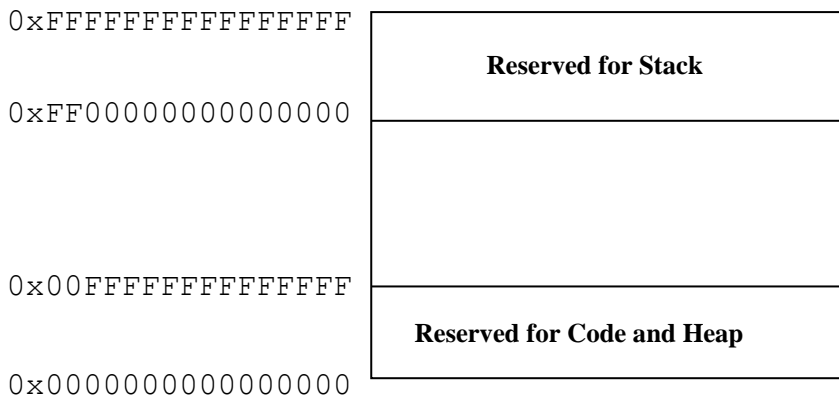 0xFFFFFFFFFFFFFFFF
Reserved for Stack
0xFF00000000000000
0x00FFFFFFFFFFFFFF
Reserved for Code and Heap
0x0000000000000000